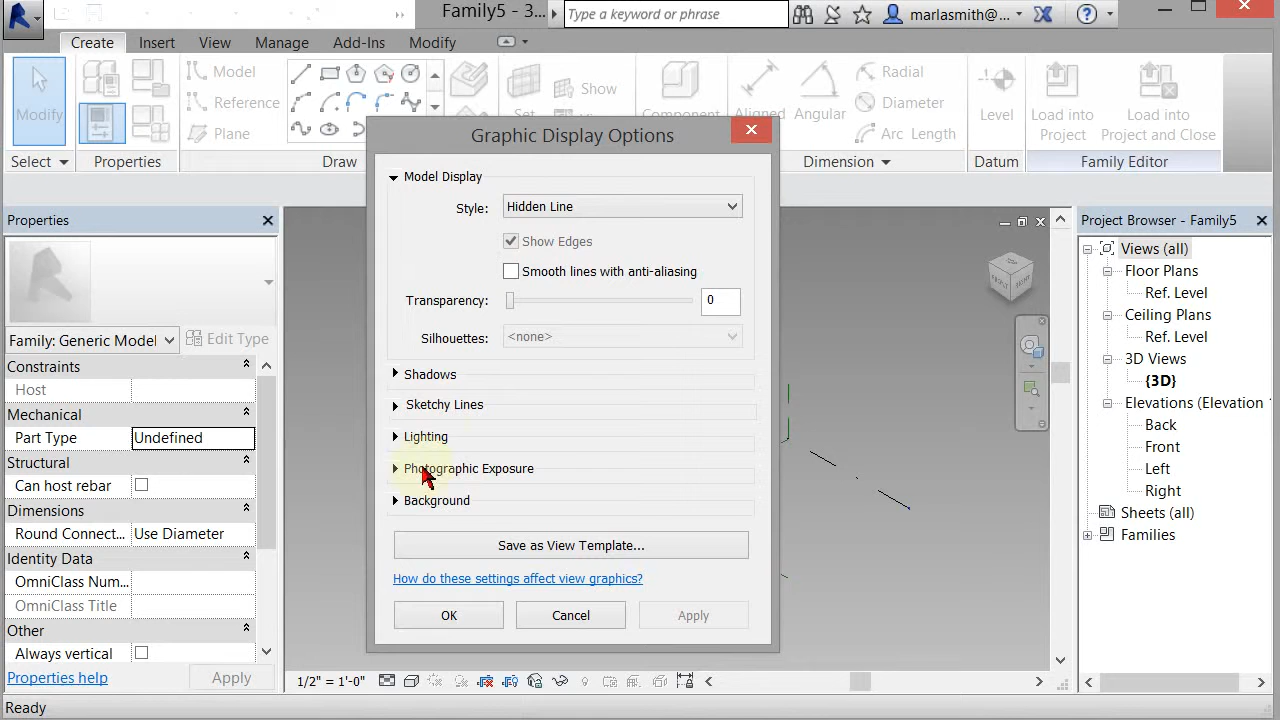 Family5 - 3...
Type a keyword or phrase
marlasmith@...
Create Insert View Manage Add-Ins Modify
Modify
Model
Reference
Plane
Set
Show
Component
Aligned
Angular
Radial
Diameter
Arc Length
Level
Load into
Project
Load into
Project and Close
Select
Properties
Draw
Dimension
Datum
Family Editor
Graphic Display Options
Model Display
Style:
Hidden Line
Show Edges
Smooth lines with anti-aliasing
Transparency:
0
Silhouettes:
<none>
Shadows
Sketchy Lines
Lighting
Photographic Exposure
Background
Save as View Template...
How do these settings affect view graphics?
OK
Cancel
Apply
Properties
Family: Generic Model
Edit Type
Constraints
Host
Mechanical
Part Type
Undefined
Structural
Can host rebar
Dimensions
Round Connect...
Use Diameter
Identity Data
OmniClass Num...
OmniClass Title
Other
Always vertical
Properties help
Apply
FRONT
RIGHT
1/2" = 1'-0"
Project Browser - Family5
Views (all)
Floor Plans
Ref. Level
Ceiling Plans
Ref. Level
3D Views
{3D}
Elevations (Elevation
Back
Front
Left
Right
Sheets (all)
Families
Ready